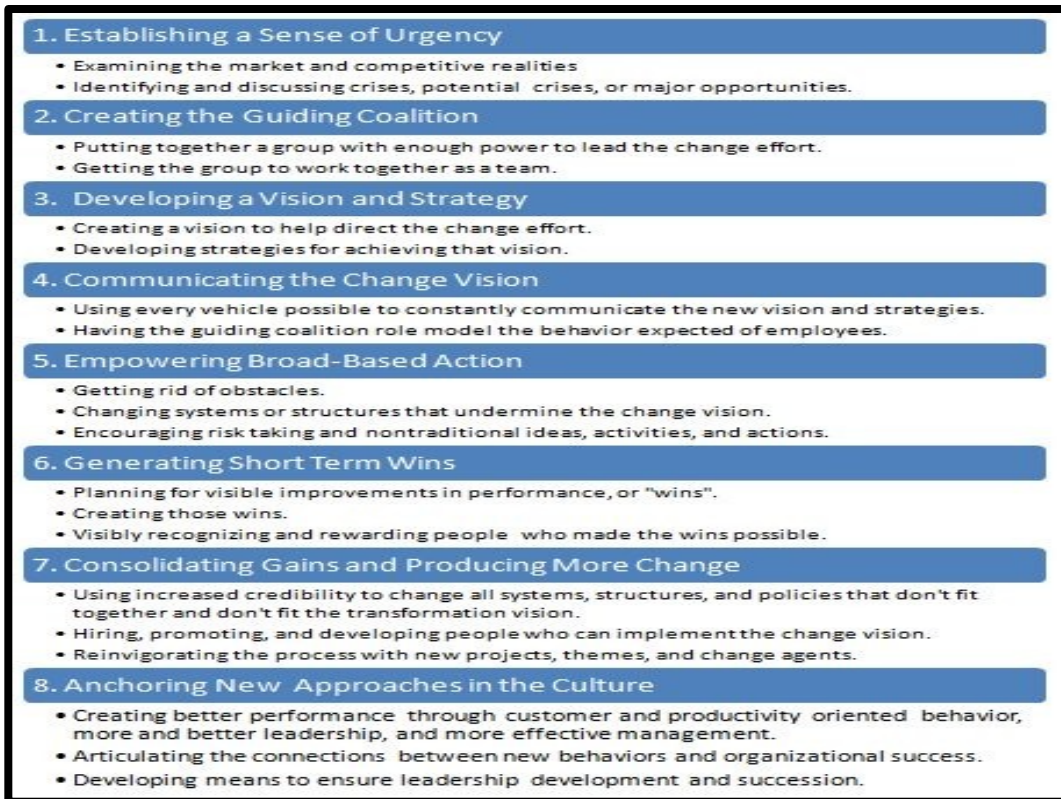 1. Establishing a Sense of Urgency
• Examining the market and competitive realities
• Identifying and discussing crises, potential crises, or major opportunities.
2. Creating the Guiding Coalition
• Putting together a group with enough power to lead the change effort.
• Getting the group to work together as a team.
3. Developing a Vision and Strategy
• Creating a vision to help direct the change effort.
• Developing strategies for achieving that vision.
4. Communicating the Change Vision
• Using every vehicle possible to constantly communicate the new vision and strategies.
• Having the guiding coalition role model the behavior expected of employees.
5. Empowering Broad-Based Action
• Getting rid of obstacles.
• Changing systems or structures that undermine the change vision.
• Encouraging risk taking and nontraditional ideas, activities, and actions.
6. Generating Short Term Wins
• Planning for visible improvements in performance, or "wins".
• Creating those wins.
• Visibly recognizing and rewarding people who made the wins possible.
7. Consolidating Gains and Producing More Change
• Using increased credibility to change all systems, structures, and policies that don't fit
together and don't fit the transformation vision.
• Hiring, promoting, and developing people who can implement the change vision.
• Reinvigorating the process with new projects, themes, and change agents.
8. Anchoring New Approaches in the Culture
• Creating better performance through customer and productivity oriented behavior,
more and better leadership, and more effective management.
• Articulating the connections between new behaviors and organizational success.
• Developing means to ensure leadership development and succession.